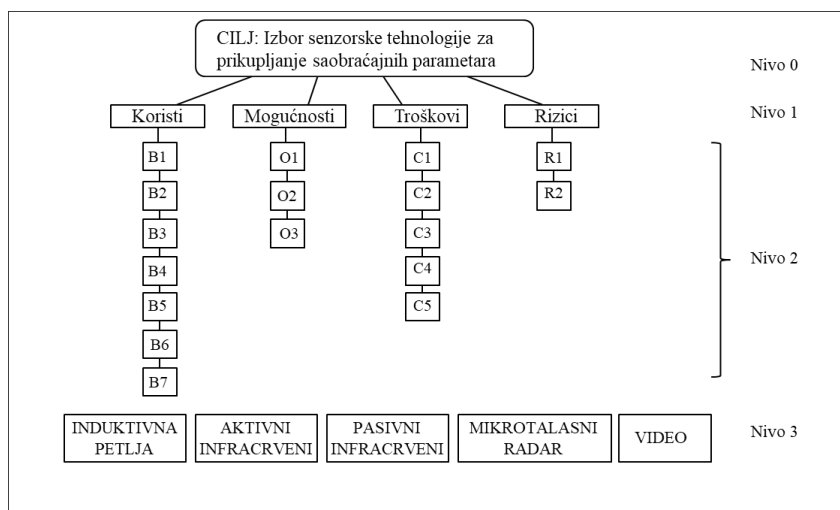 CILJ: Izbor senzorske tehnologije za
prikupljanje saobraćajnih parametara
Nivo 0
Koristi
Mogućnosti
Troškovi
Rizici
Nivo 1
B1
O1
C1
R1
B2
O2
C2
R2
B3
O3
C3
B4
C4
Nivo 2
B5
C5
B6
B7
INDUKTIVNA
PETLJA
AKTIVNI
INFRACRVENI
PASIVNI
INFRACRVENI
MIKROTALASNI
RADAR
VIDEO
Nivo 3